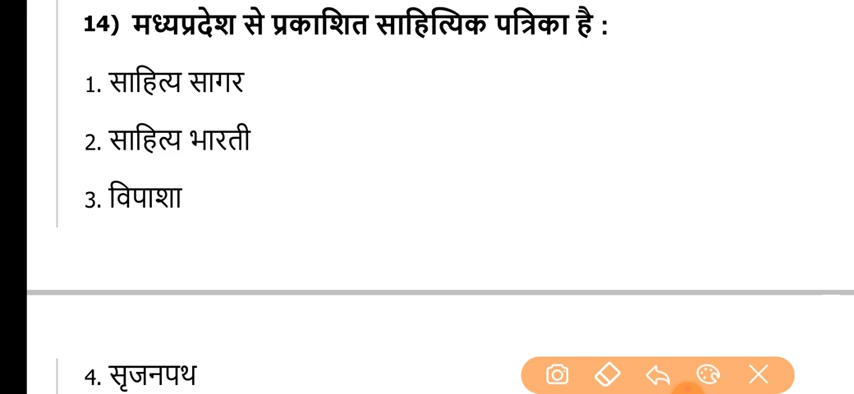 14) मध्यप्रदेश से प्रकाशित साहित्यिक पत्रिका है :
1. साहित्य सागर
2. साहित्य भारती
3. विपाशा
4. सृजनपथ